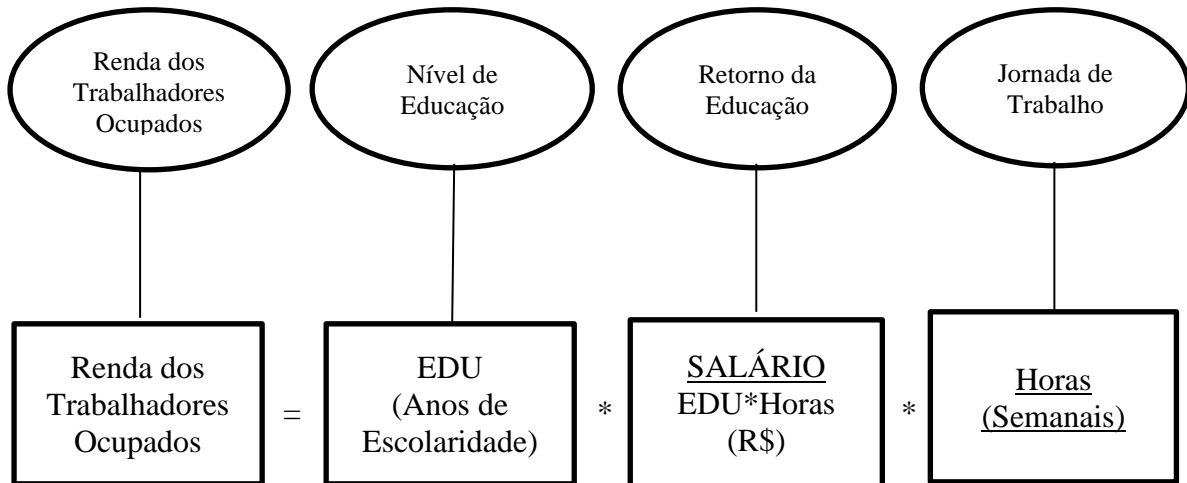 Renda dos
Trabalhadores
Ocupados
Nível de
Educação
Retorno da
Educação
Jornada de
Trabalho
Renda dos
Trabalhadores
Ocupados
=
EDU
(Anos de
Escolaridade)
*
SALÁRIO
EDU*Horas
(R$)
*
Horas
(Semanais)